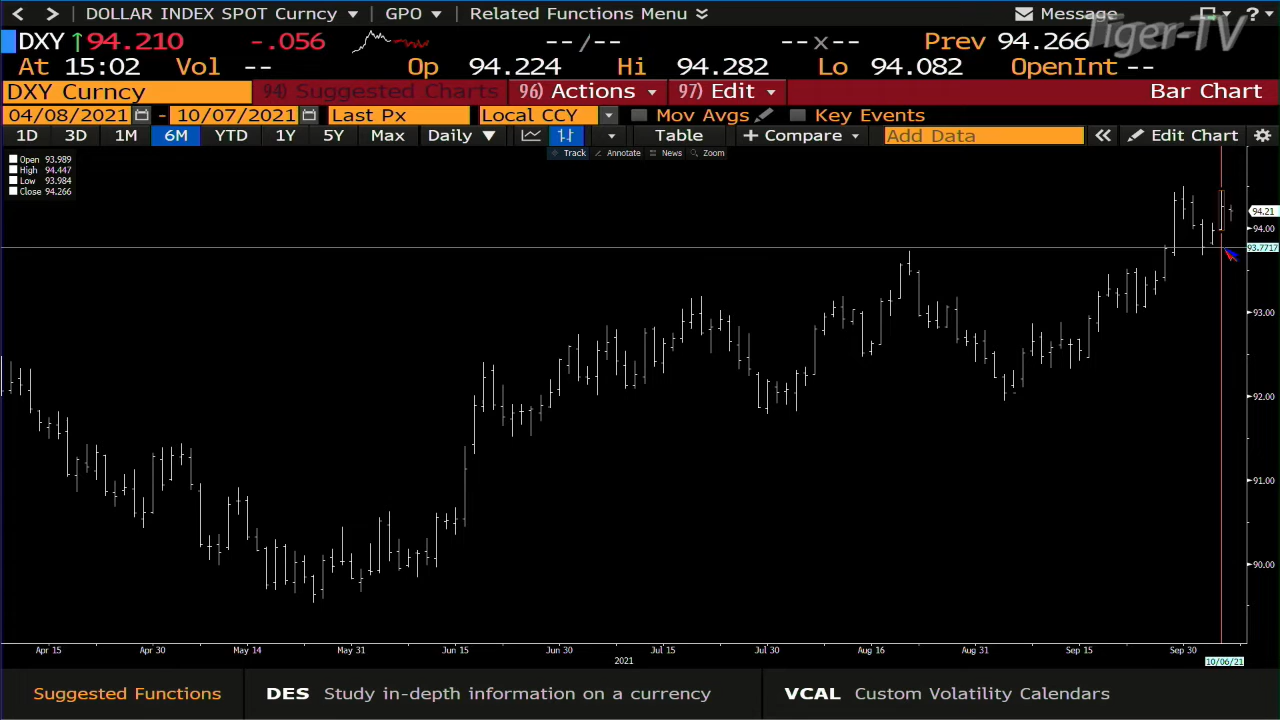 < > DOLLAR INDEX SPOT Curncy ▼ GPO ▼ Related Functions Menu Message ?
Tiger-TV
DXY ↑94.210 -.056 --/-- --x-- Prev 94.266
At 15:02 Vol -- Op 94.224 Hi 94.282 Lo 94.082 OpenInt --
DXY Curncy 94) Suggested Charts 96) Actions 97) Edit Bar Chart
04/08/2021 - 10/07/2021 Last Px Local CCY Mov Avgs Key Events
1D 3D 1M 6M YTD 1Y 5Y Max Daily ▼ Table + Compare Add Data « Edit Chart
Track Annotate News Zoom
Open 93.989
High 94.447
Low 93.984
Close 94.266
94.21
94.00
93.7717
93.00
92.00
91.00
90.00
Apr 15 Apr 30 May 14 May 31 Jun 15 Jun 30 Jul 15 Jul 30 Aug 16 Aug 31 Sep 15 Sep 30
2021 10/06/21
Suggested Functions DES Study in-depth information on a currency VCAL Custom Volatility Calendars